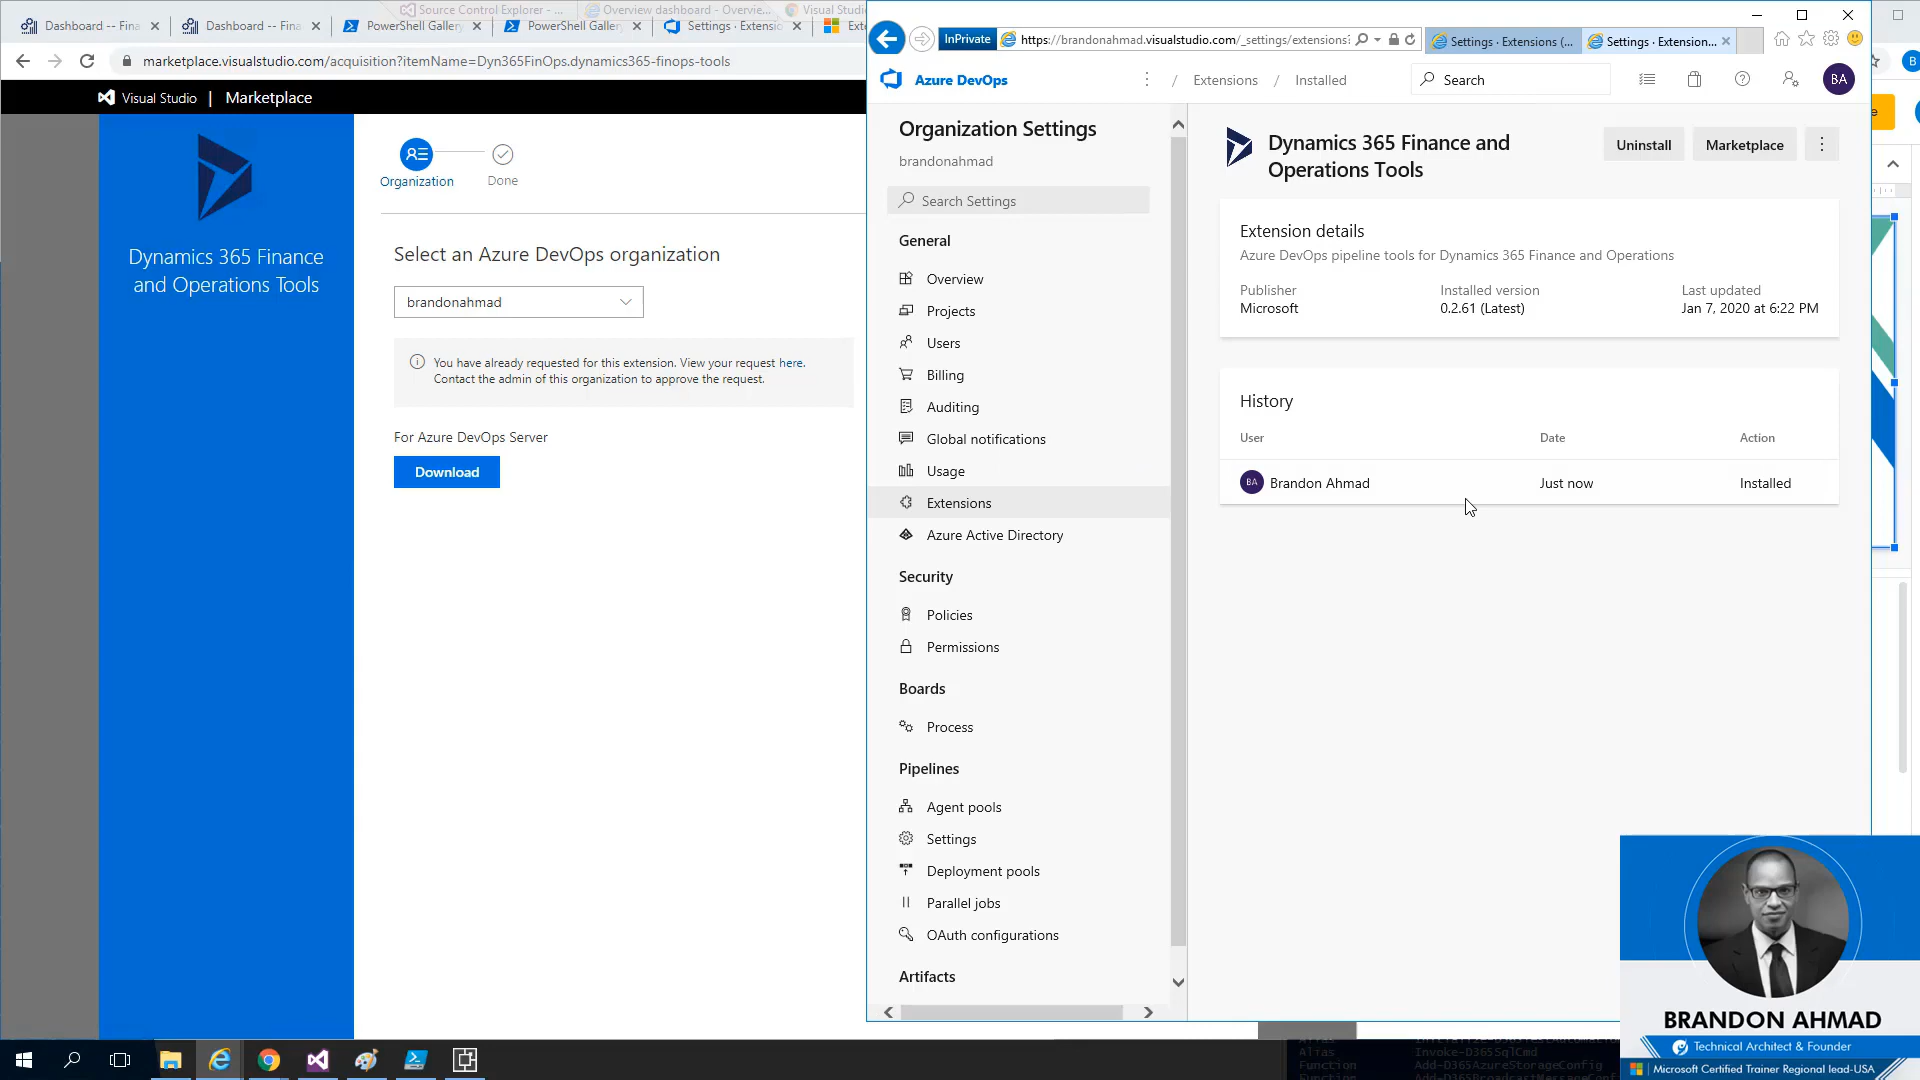 Source Control Explorer - ...
Overview dashboard - Overvie...
Dashboard -- Fina
Dashboard -- Fina
PowerShell Gallery
PowerShell Gallery
Settings · Extension
marketplace.visualstudio.com/acquisition?itemName=Dyn365FinOps.dynamics365-finops-tools
Visual Studio | Marketplace
Dynamics 365 Finance
and Operations Tools
Organization
Done
Select an Azure DevOps organization
brandonahmad
You have already requested for this extension. View your request here.
Contact the admin of this organization to approve the request.
For Azure DevOps Server
Download
InPrivate
https://brandonahmad.visualstudio.com/_settings/extensions?
Settings · Extensions (...
Settings · Extension...
Azure DevOps
/ Extensions / Installed
Search
BA
Organization Settings
brandonahmad
Search Settings
General
Overview
Projects
Users
Billing
Auditing
Global notifications
Usage
Extensions
Azure Active Directory
Security
Policies
Permissions
Boards
Process
Pipelines
Agent pools
Settings
Deployment pools
Parallel jobs
OAuth configurations
Artifacts
Dynamics 365 Finance and
Operations Tools
Uninstall
Marketplace
Extension details
Azure DevOps pipeline tools for Dynamics 365 Finance and Operations
Publisher Installed version Last updated
Microsoft 0.2.61 (Latest) Jan 7, 2020 at 6:22 PM
History
User Date Action
BA Brandon Ahmad Just now Installed
Alias Invoke-D365SqlCmd
Function Add-D365AzureStorageConfig
BRANDON AHMAD
Technical Architect & Founder
Microsoft Certified Trainer Regional lead-USA